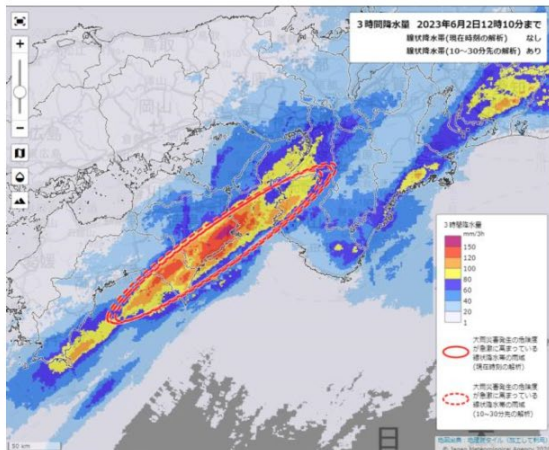 3時間降水量 2023年6月2日12時10分まで
線状降水帯(現在時刻の解析) なし
線状降水帯(10～30分先の解析) あり
+
−
岡山
3時間降水量
mm/3h
150
120
100
80
60
40
20
1
大雨災害発生の危険度
が急激に高まっている
線状降水帯の雨域
(現在時刻の解析)
大雨災害発生の危険度
が急激に高まっている
線状降水帯の雨域
(10～30分先の解析)
50 km
日